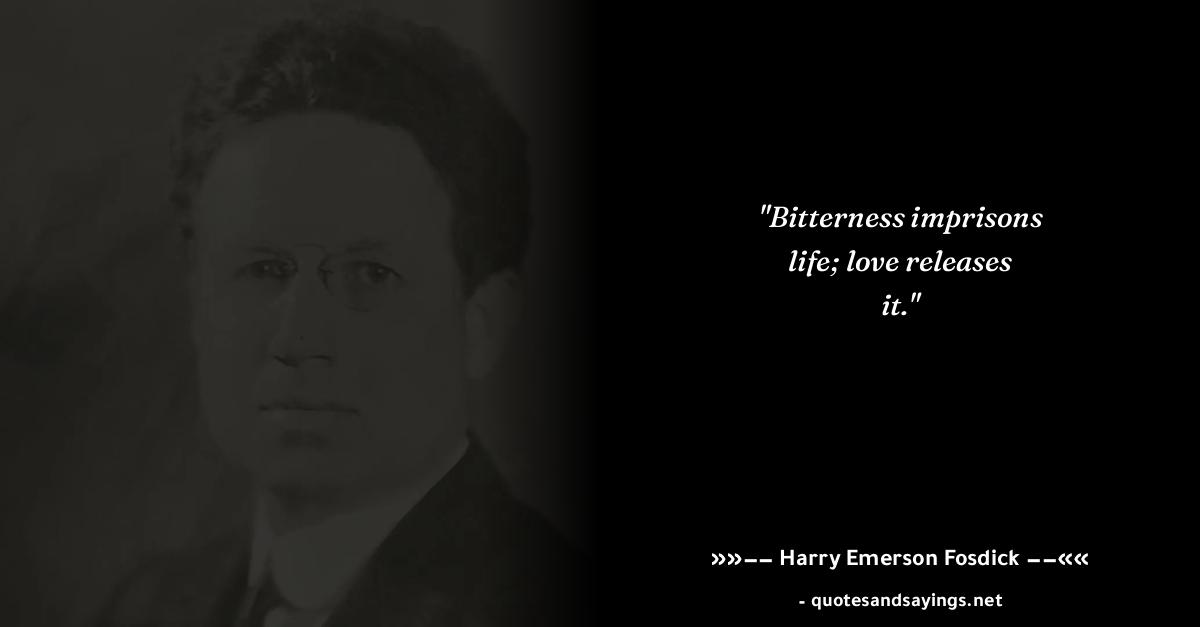 "Bitterness imprisons
life; love releases
it."
»»−− Harry Emerson Fosdick −−««
- quotesandsayings.net